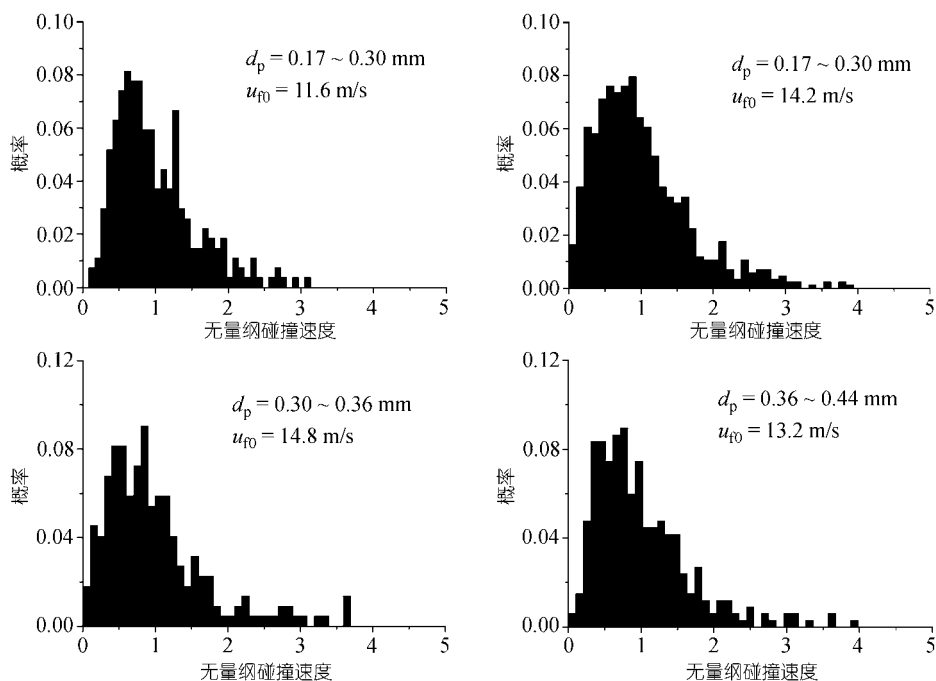 0.10
0.08
0.06
0.04
0.02
0.00
概率
d_p = 0.17 ~ 0.30 mm
u_f0 = 11.6 m/s
0 1 2 3 4 5
无量纲碰撞速度
0.10
0.08
0.06
0.04
0.02
0.00
概率
d_p = 0.17 ~ 0.30 mm
u_f0 = 14.2 m/s
0 1 2 3 4 5
无量纲碰撞速度
0.12
0.08
0.04
0.00
概率
d_p = 0.30 ~ 0.36 mm
u_f0 = 14.8 m/s
0 1 2 3 4 5
无量纲碰撞速度
0.12
0.08
0.04
0.00
概率
d_p = 0.36 ~ 0.44 mm
u_f0 = 13.2 m/s
0 1 2 3 4 5
无量纲碰撞速度